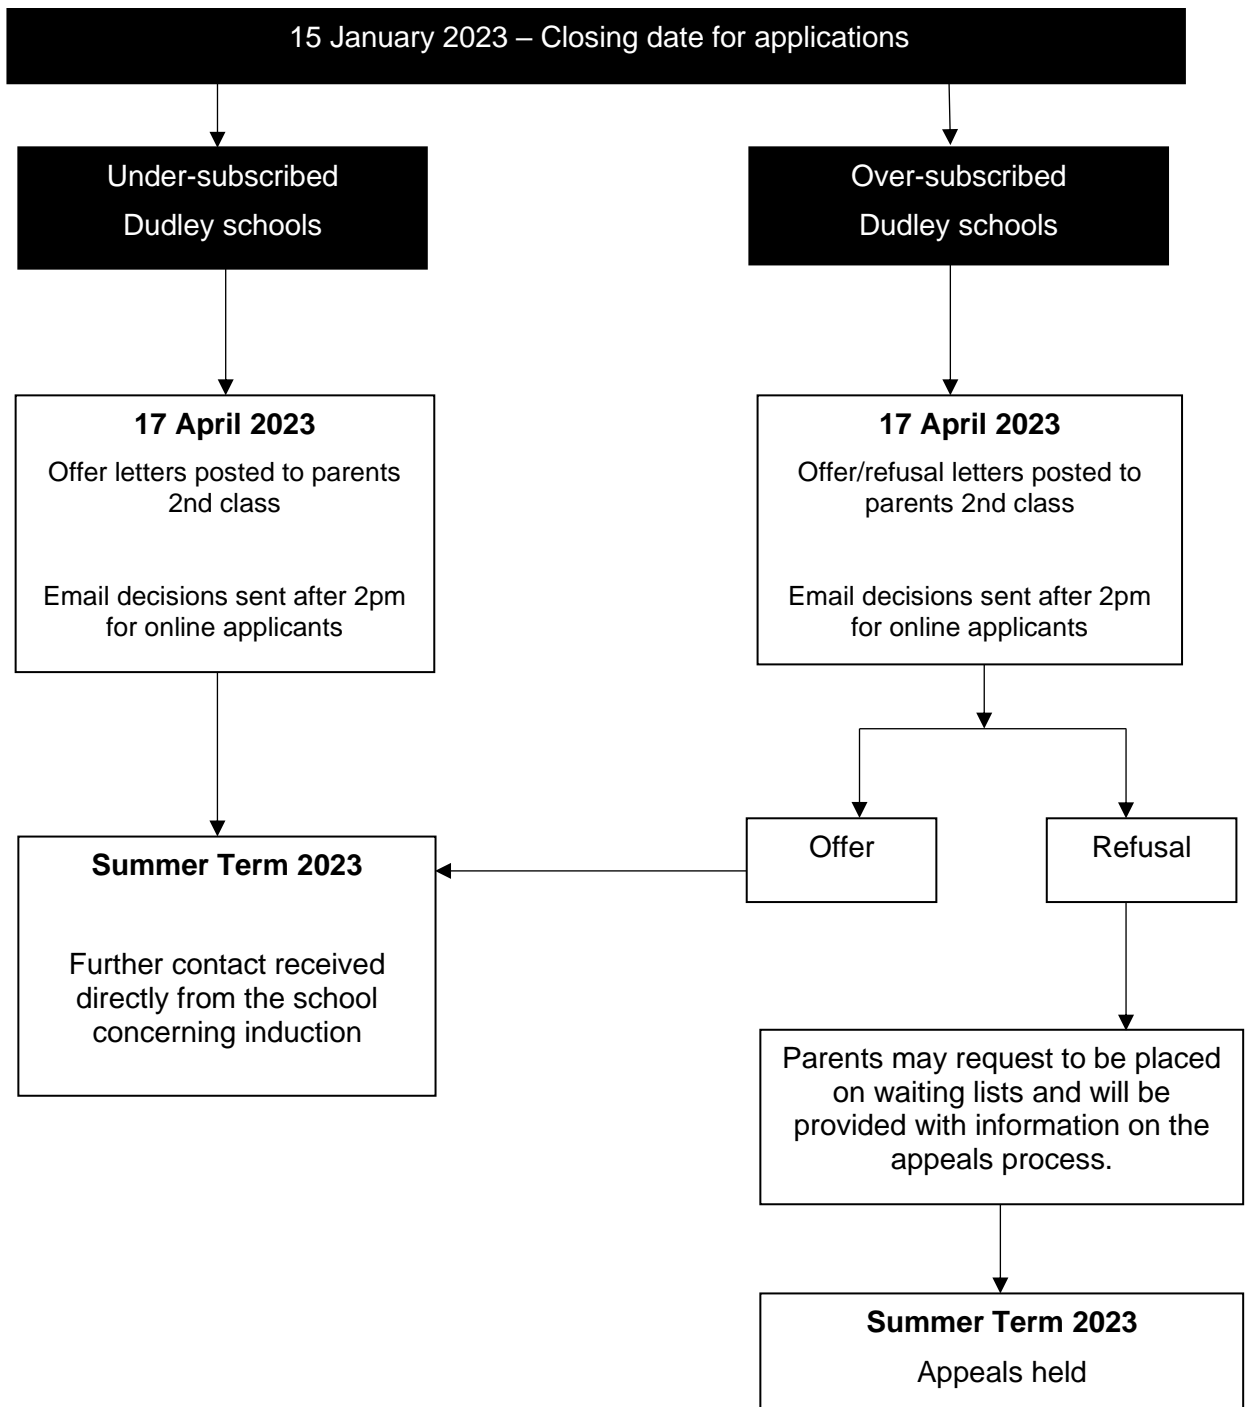 15 January 2023 – Closing date for applications
Under-subscribed
Dudley schools
Over-subscribed
Dudley schools
17 April 2023
Offer letters posted to parents
2nd class
Email decisions sent after 2pm
for online applicants
17 April 2023
Offer/refusal letters posted to
parents 2nd class
Email decisions sent after 2pm
for online applicants
Offer
Refusal
Summer Term 2023
Further contact received
directly from the school
concerning induction
Parents may request to be placed
on waiting lists and will be
provided with information on the
appeals process.
Summer Term 2023
Appeals held